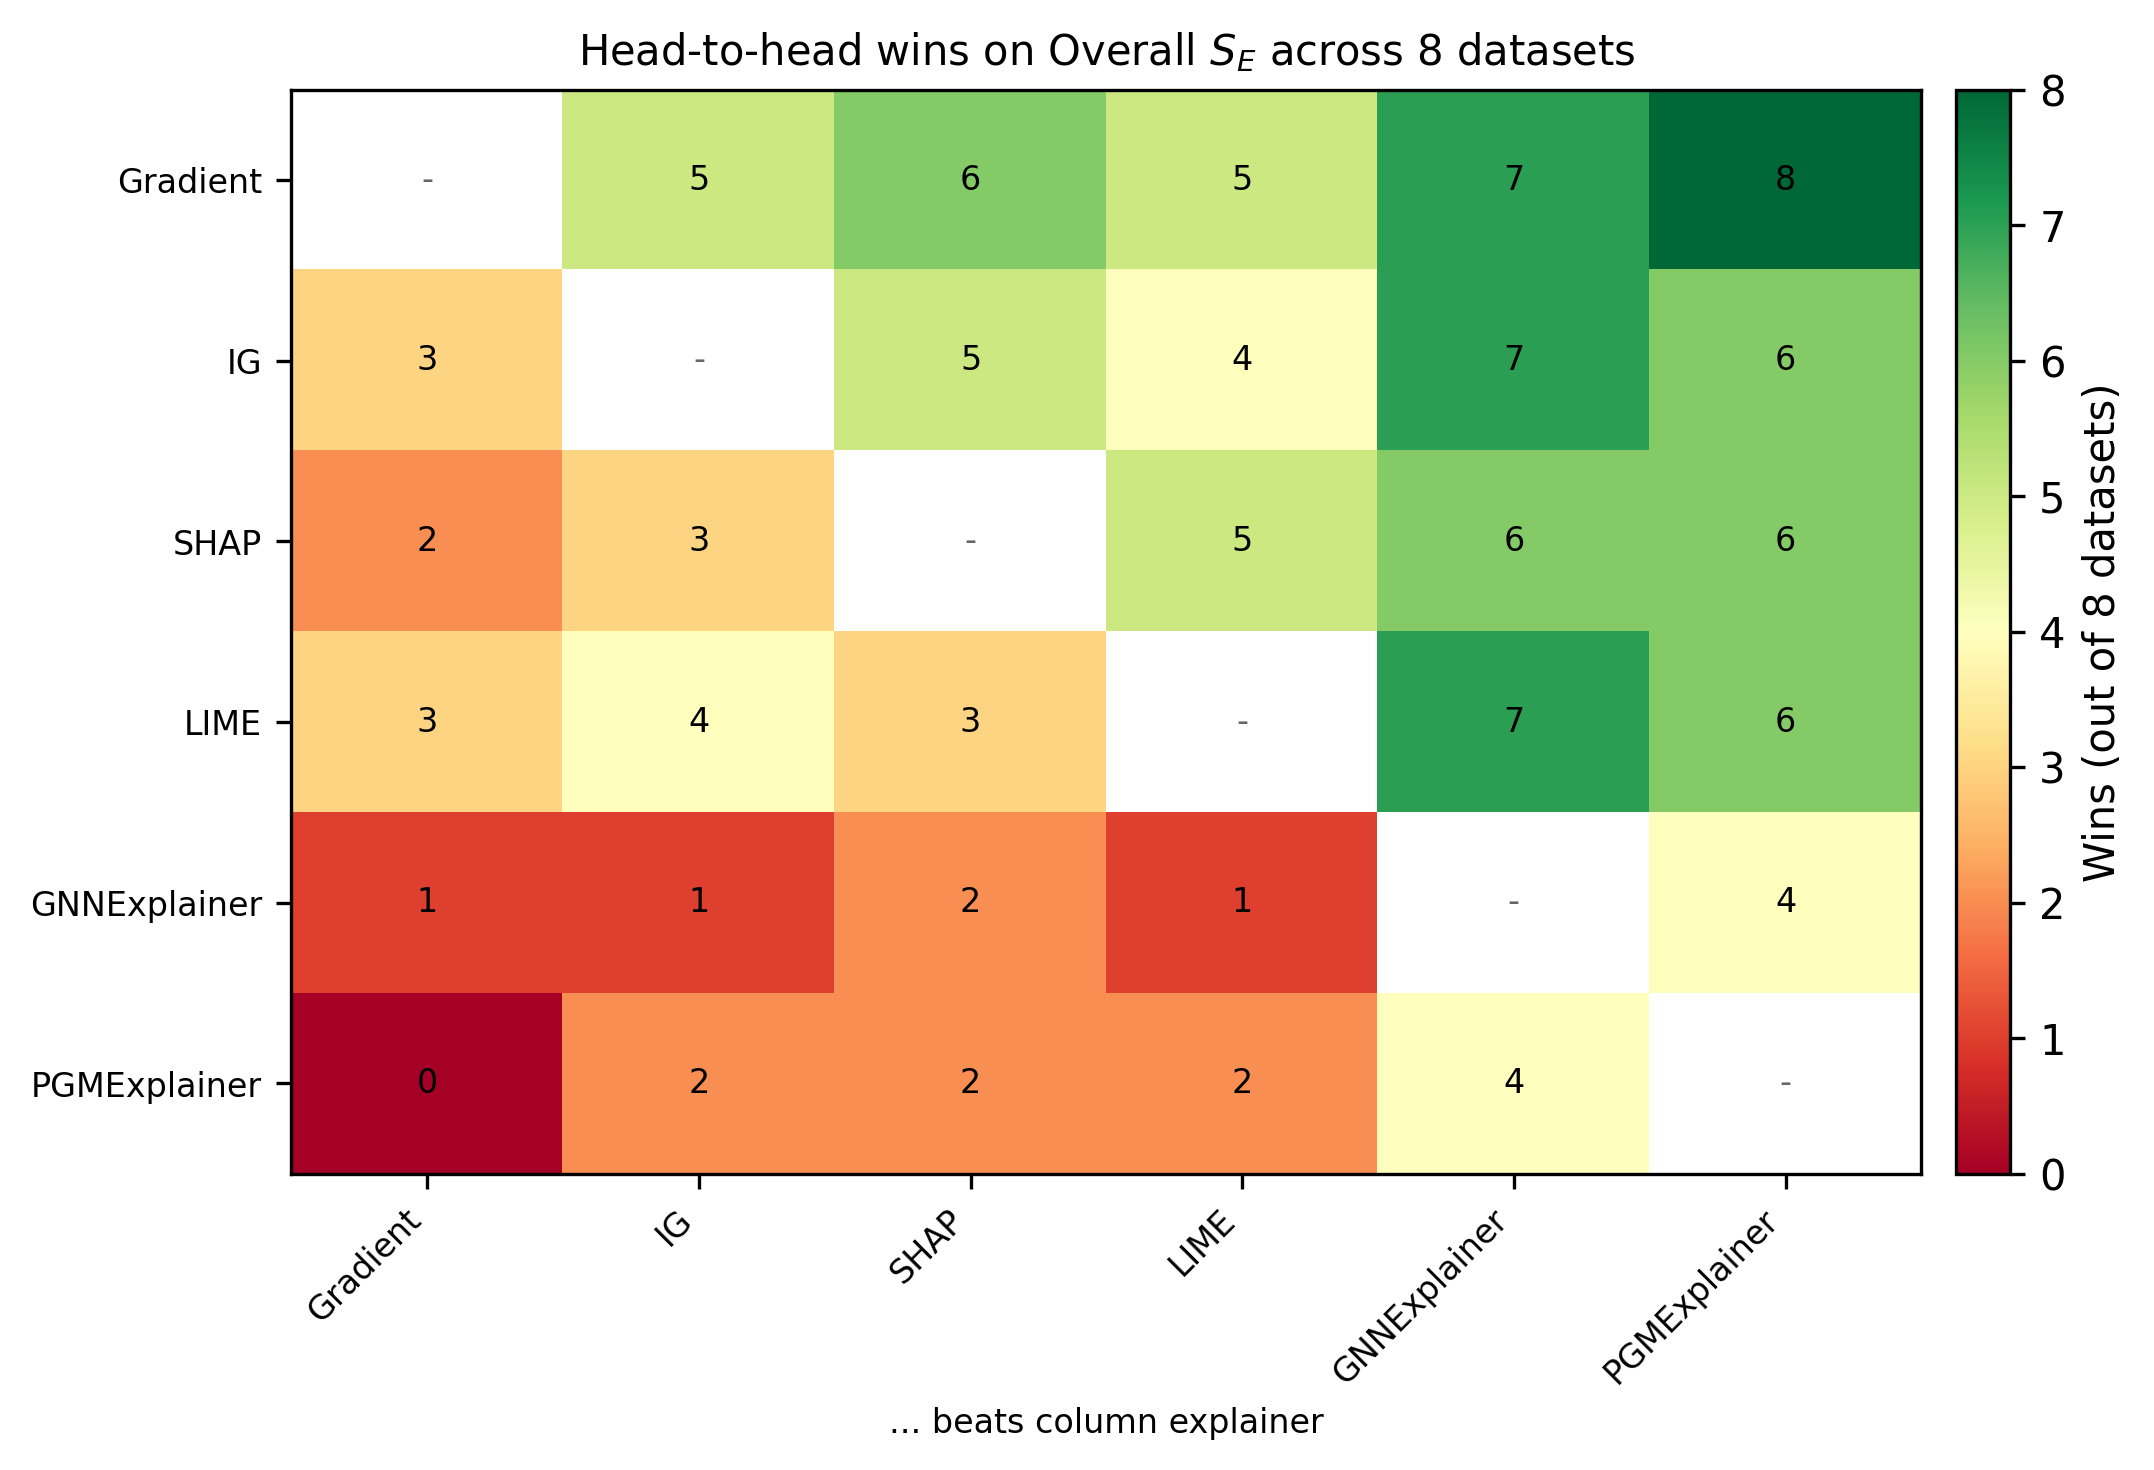 Head-to-head wins on Overall S_E across 8 datasets
Gradient - 5 6 5 7 8
IG 3 - 5 4 7 6
SHAP 2 3 - 5 6 6
LIME 3 4 3 - 7 6
GNNExplainer 1 1 2 1 - 4
PGMExplainer 0 2 2 2 4 -
Gradient IG SHAP LIME GNNExplainer PGMExplainer
... beats column explainer
8
7
6
5
4
3
2
1
0
Wins (out of 8 datasets)